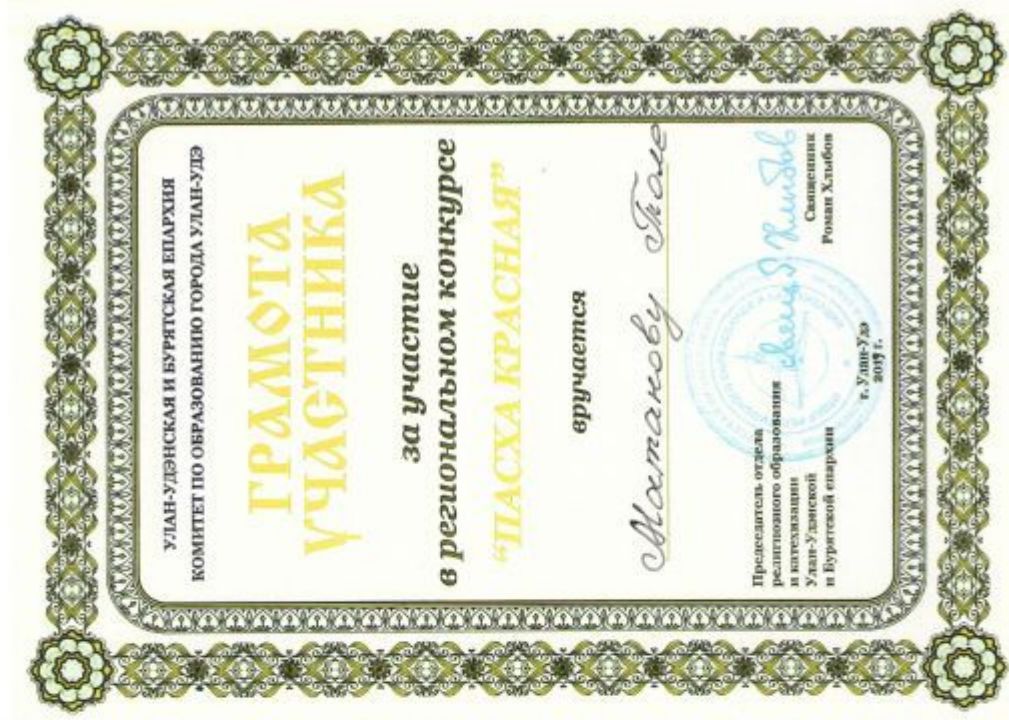 УЛАН-УДЭНСКАЯ И БУРЯТСКАЯ ЕПАРХИЯ
КОМИТЕТ ПО ОБРАЗОВАНИЮ ГОРОДА УЛАН-УДЭ
ГРАМОТА
УЧАСТНИКА
за участие
в региональном конкурсе
“ПАСХА КРАСНАЯ”
вручается
Матанову
Председатель отдела
религиозного образования
и катехизации
Улан-Удэнской
и Бурятской епархии
Священник
Роман Хлыбов
г. Улан-Удэ